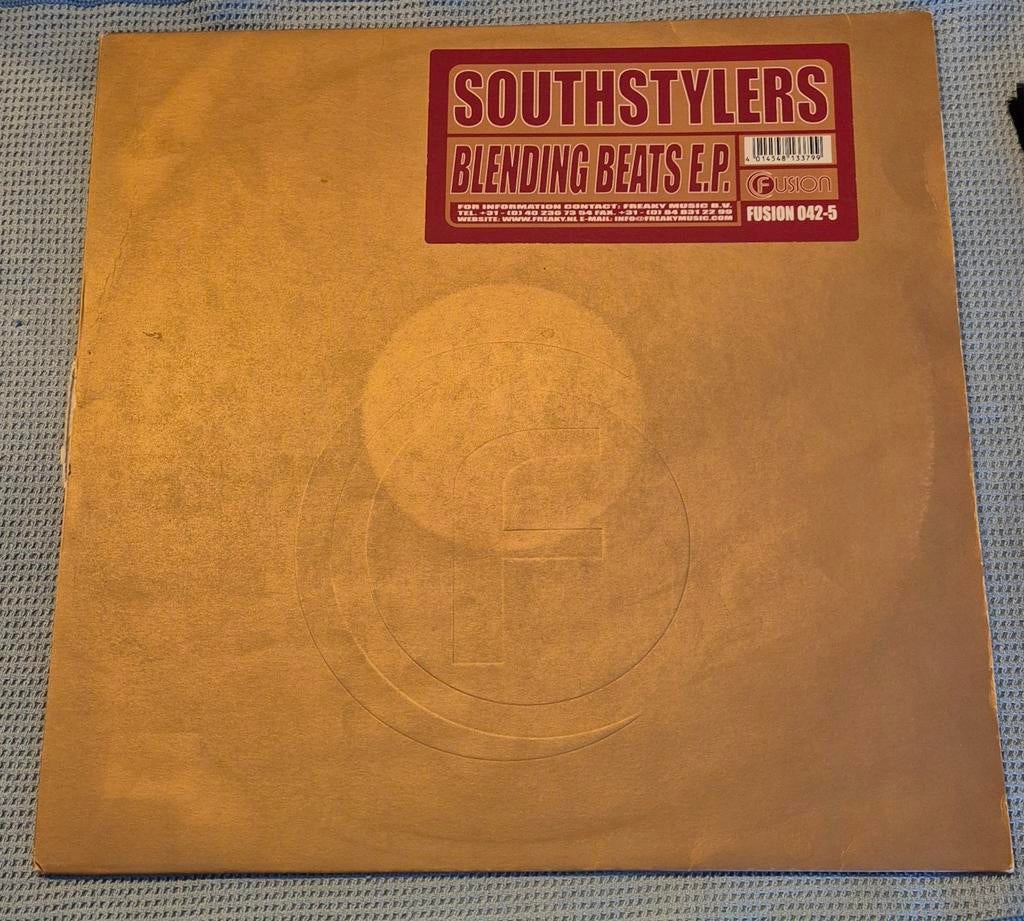 SOUTHSTYLERS
BLENDING BEATS E.P.
4 014548 133799
FUSION
FOR INFORMATION CONTACT: FREAKY MUSIC B.V.
TEL. +31 - (0) 40 236 73 54 FAX. +31 - (0) 84 831 22 99
WEBSITE: WWW.FREAKY.NL E-MAIL: INFO@FREAKYMUSIC.COM
FUSION 042-5
F